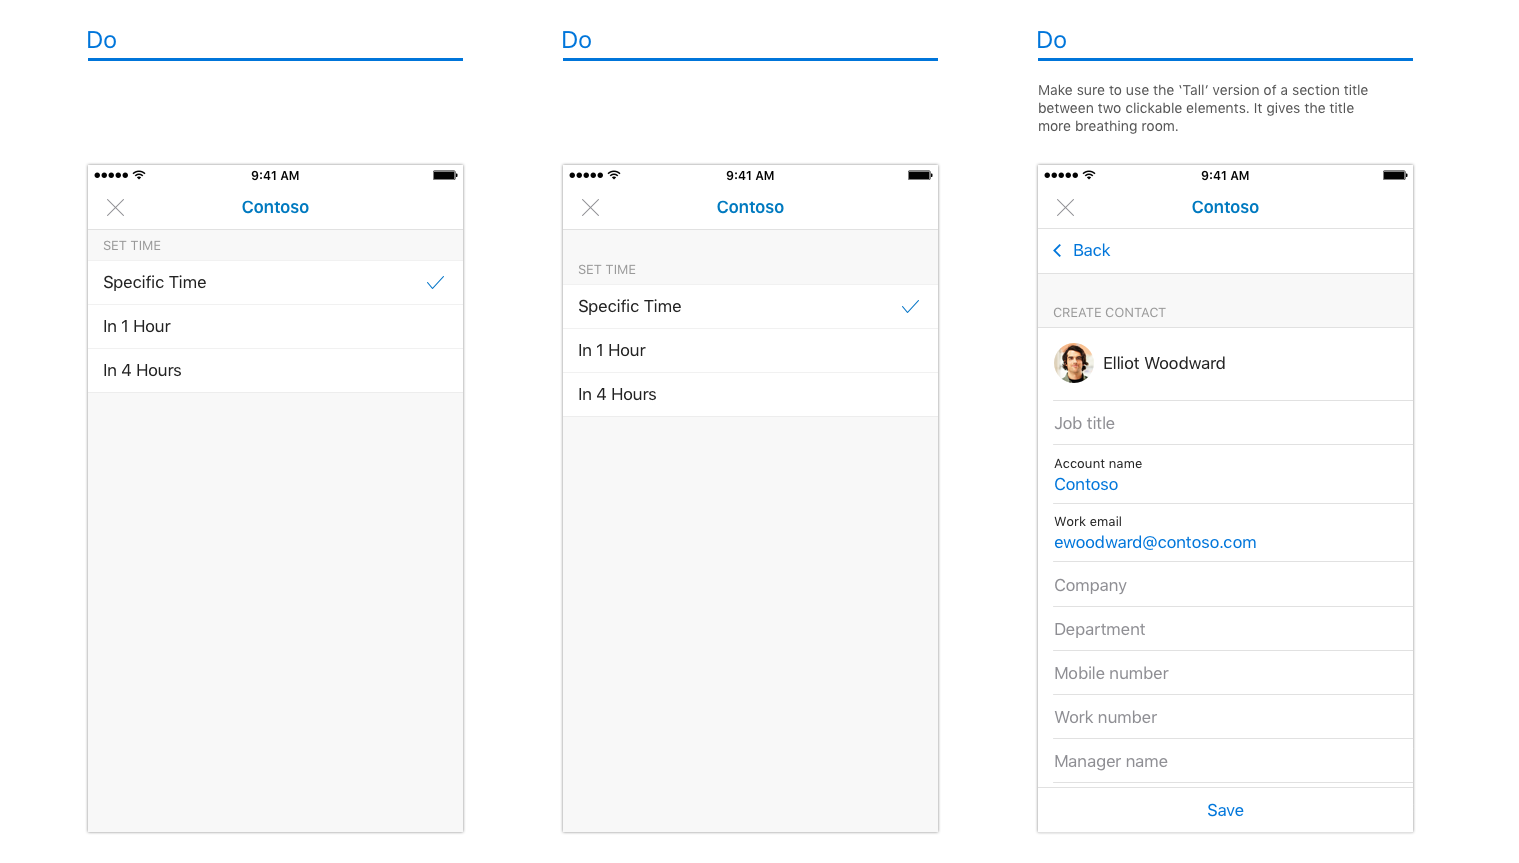 Do
9:41 AM
Contoso
SET TIME
Specific Time
In 1 Hour
In 4 Hours
Do
9:41 AM
Contoso
SET TIME
Specific Time
In 1 Hour
In 4 Hours
Do
Make sure to use the ‘Tall’ version of a section title
between two clickable elements. It gives the title
more breathing room.
9:41 AM
Contoso
Back
CREATE CONTACT
Elliot Woodward
Job title
Account name
Contoso
Work email
ewoodward@contoso.com
Company
Department
Mobile number
Work number
Manager name
Save